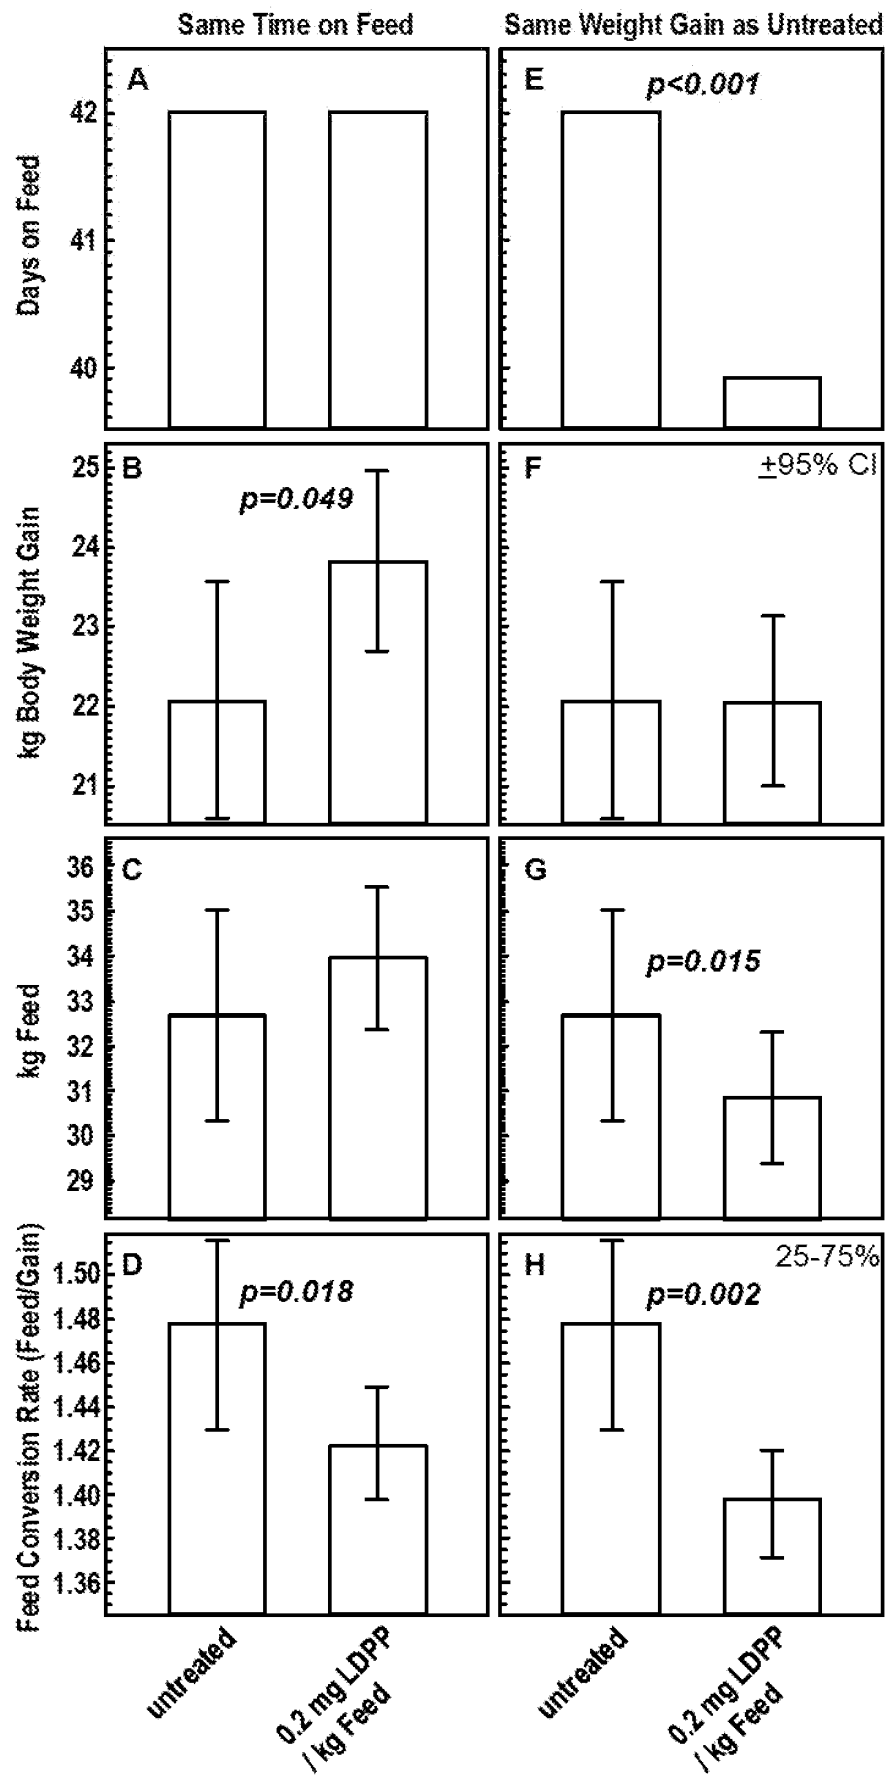 Same Time on Feed
Same Weight Gain as Untreated
Days on Feed
42
41
40
A
E
p<0.001
kg Body Weight Gain
25
24
23
22
21
B
p=0.049
F
±95% CI
kg Feed
36
35
34
33
32
31
30
29
C
G
p=0.015
Feed Conversion Rate (Feed/Gain)
1.50
1.48
1.46
1.44
1.42
1.40
1.38
1.36
D
p=0.018
H
25-75%
p=0.002
untreated
0.2 mg LDPP
/ kg Feed
untreated
0.2 mg LDPP
/ kg Feed